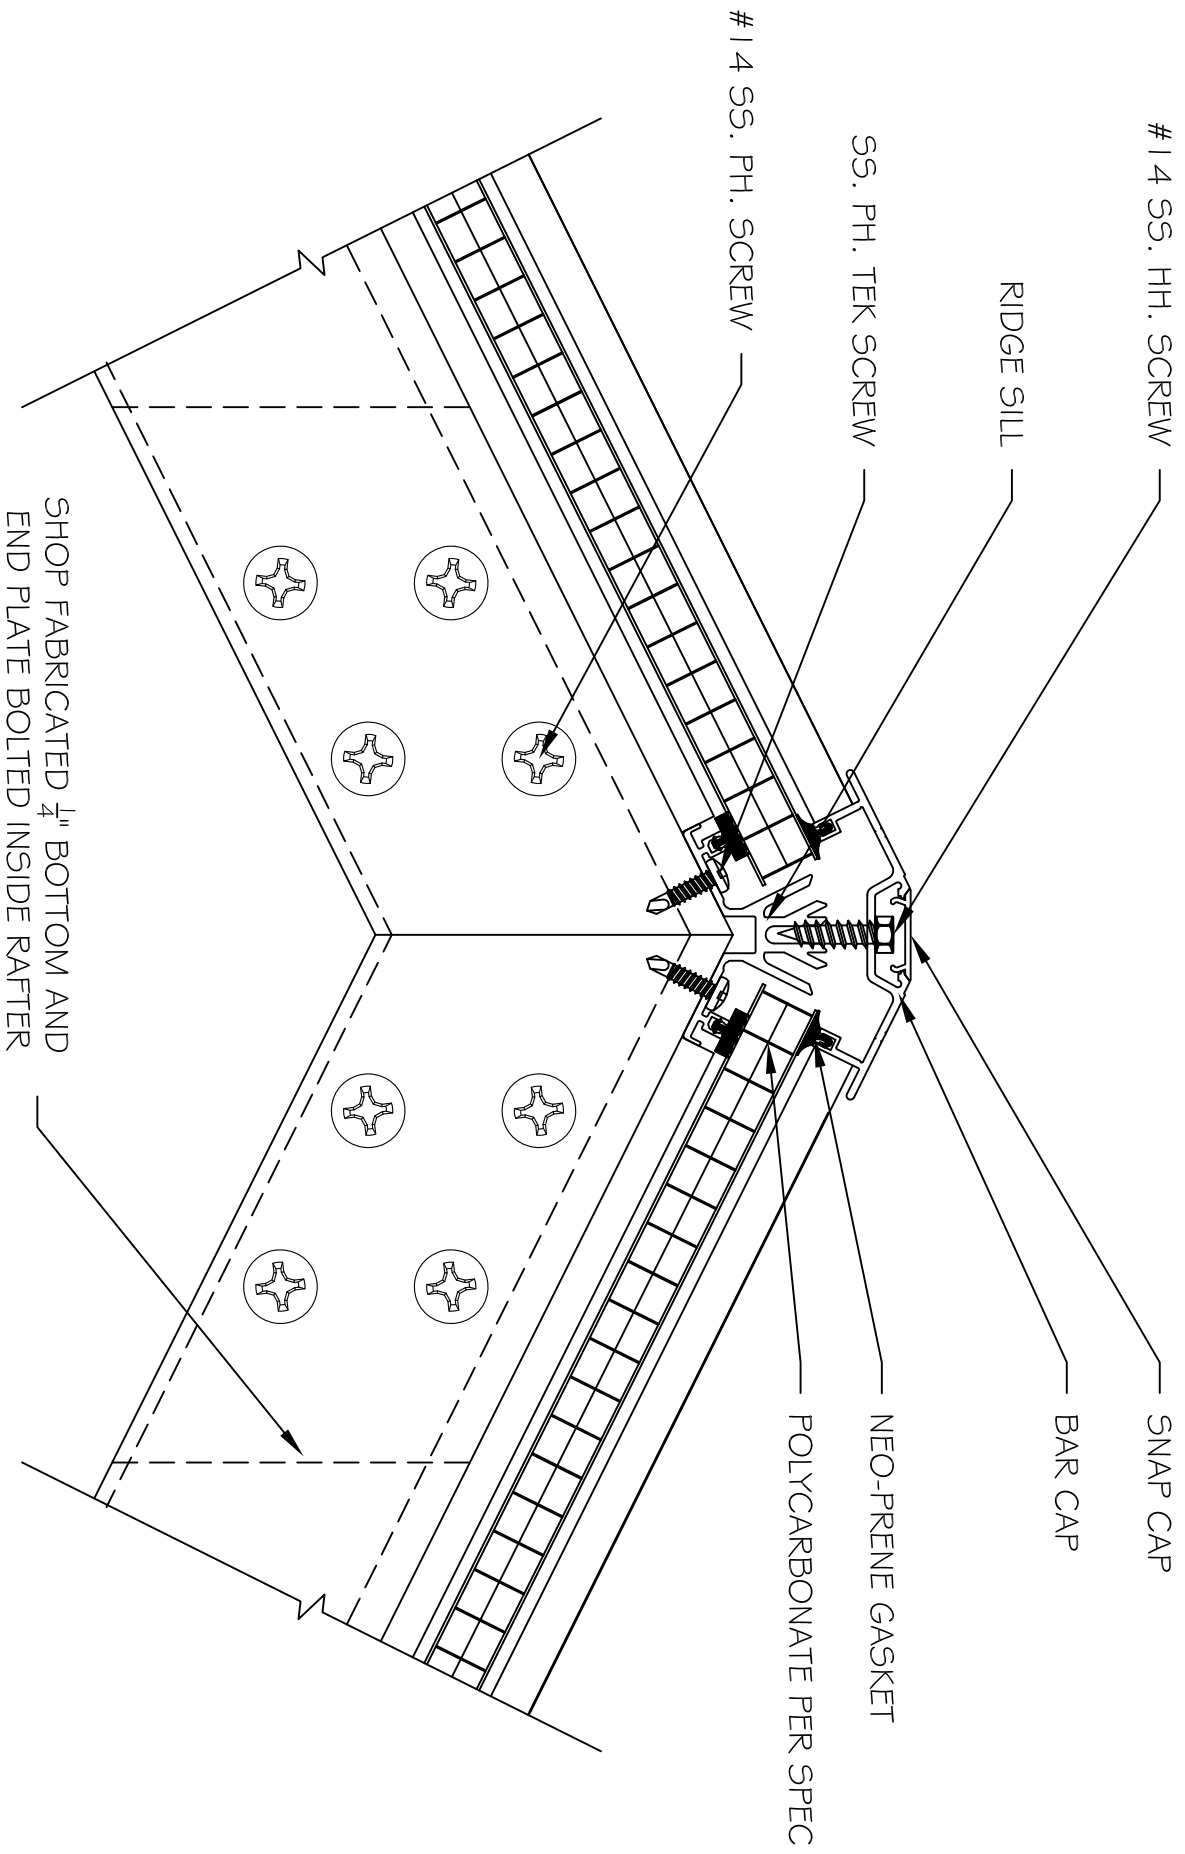 #14 SS. HH. SCREW
RIDGE SILL
SS. PH. TEK SCREW
#14 SS. PH. SCREW
SNAP CAP
BAR CAP
NEO-PRENE GASKET
POLYCARBONATE PER SPEC
SHOP FABRICATED 1/4" BOTTOM AND
END PLATE BOLTED INSIDE RAFTER